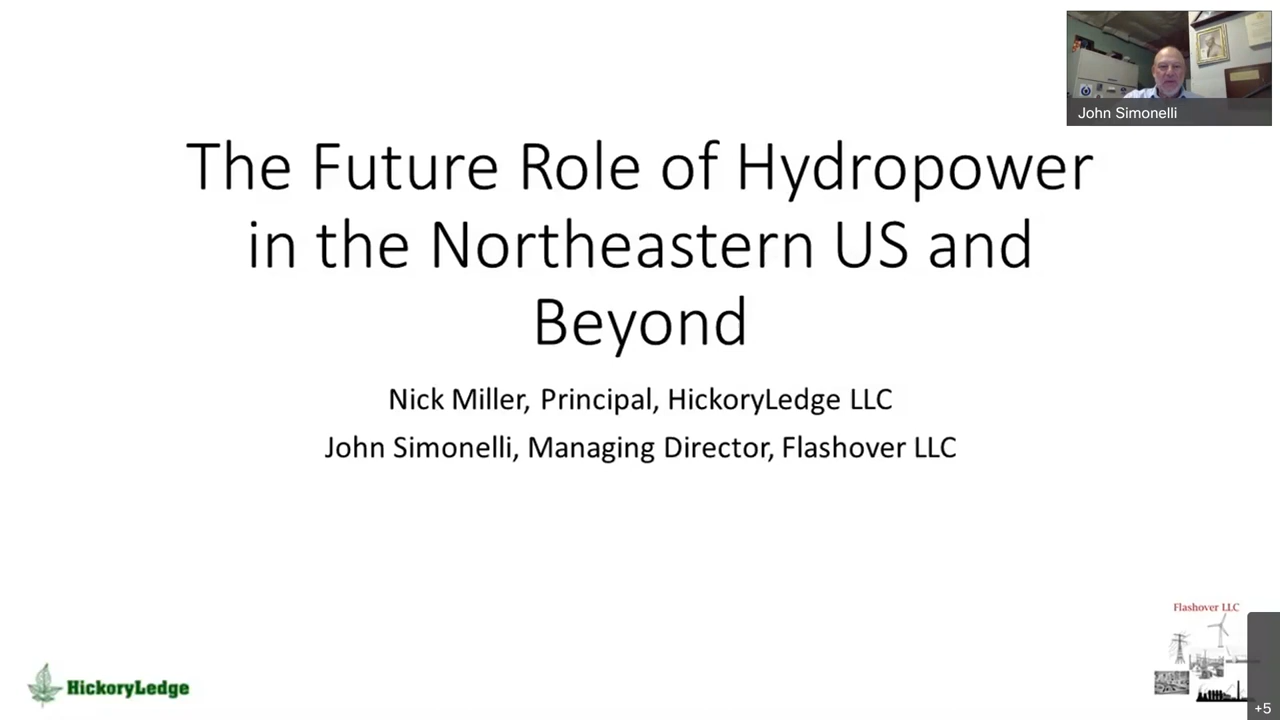 John Simonelli
The Future Role of Hydropower
in the Northeastern US and
Beyond
Nick Miller, Principal, HickoryLedge LLC
John Simonelli, Managing Director, Flashover LLC
Flashover LLC
HickoryLedge
+5